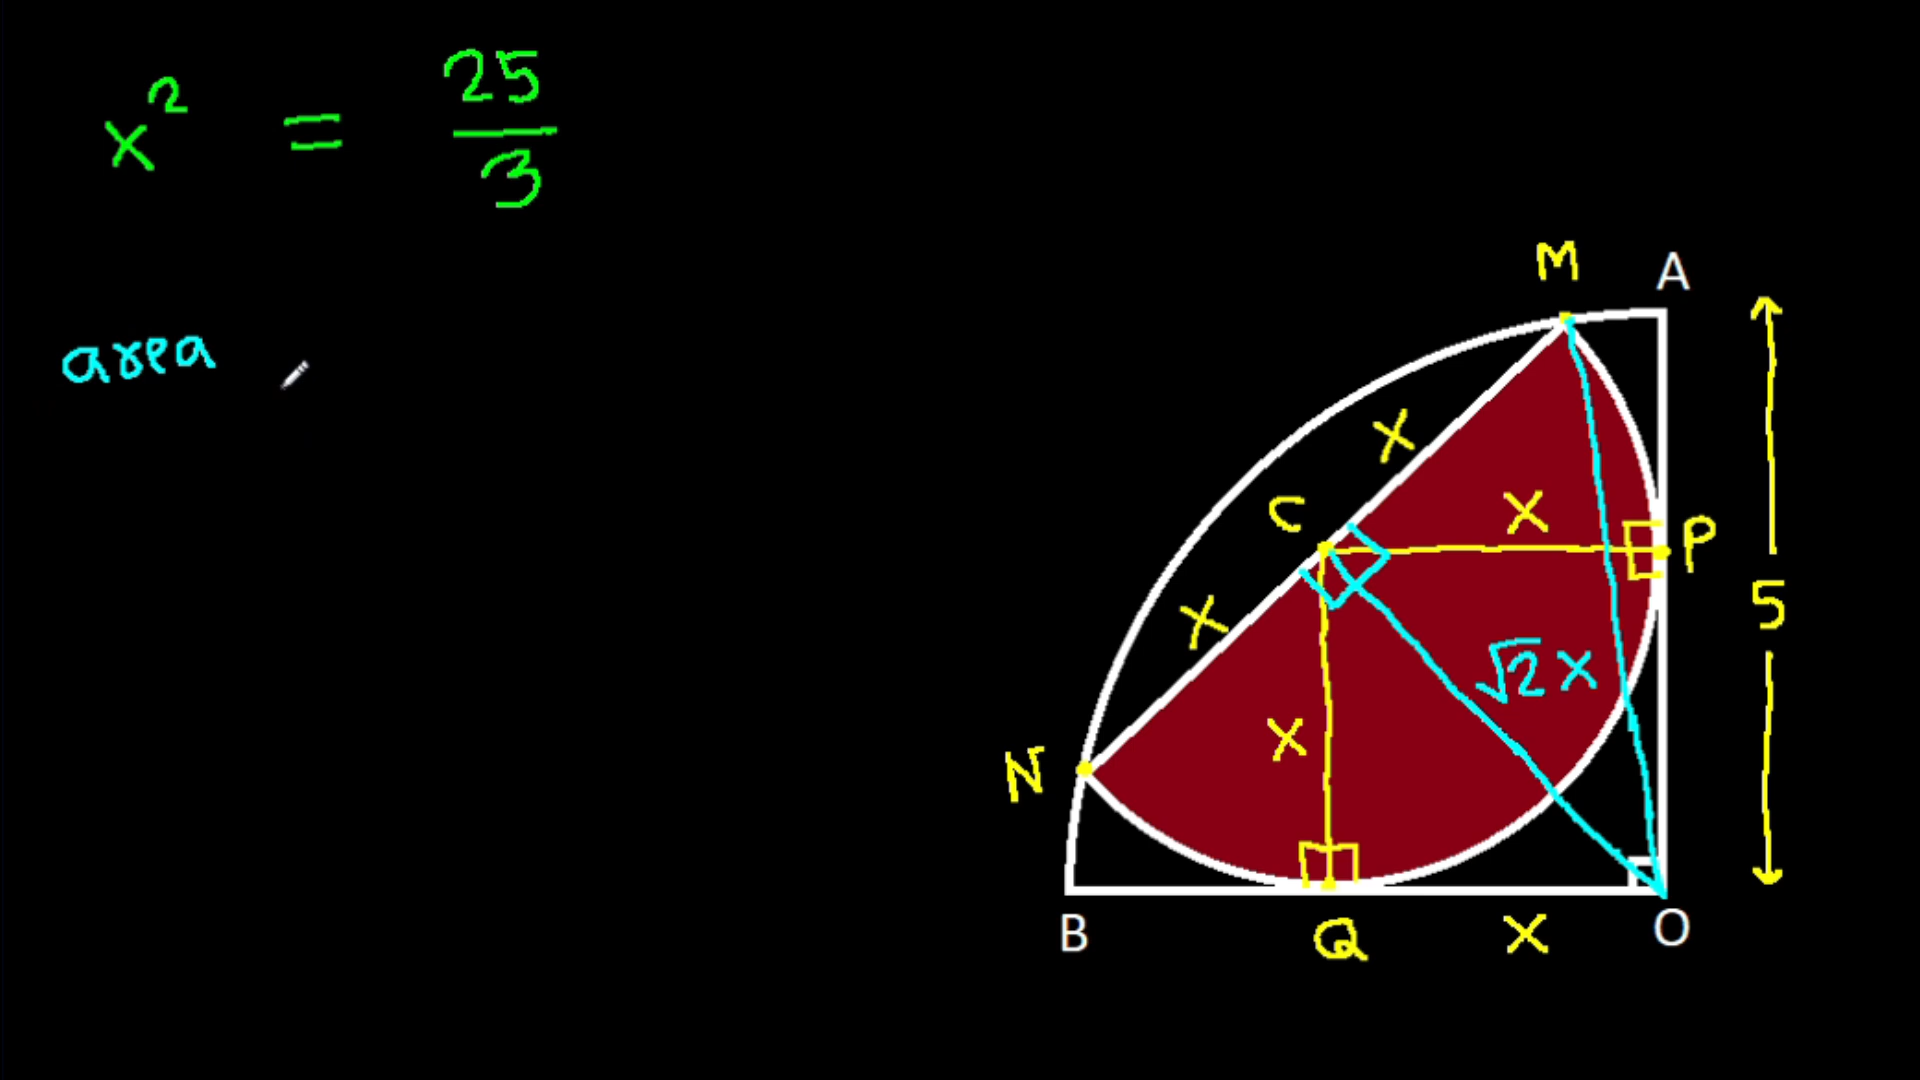 x² = 25/3
area
M A
x
C x P
x 5
√2x
x
N
B Q x O